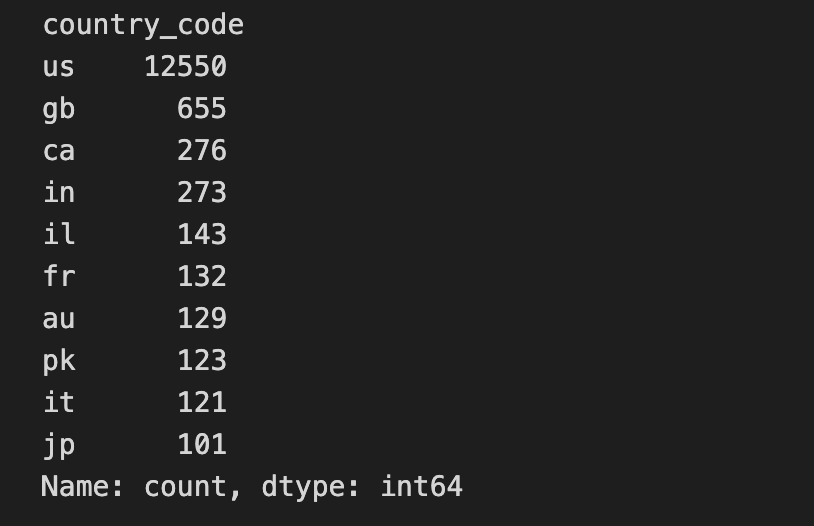 country_code
us    12550
gb      655
ca      276
in      273
il      143
fr      132
au      129
pk      123
it      121
jp      101
Name: count, dtype: int64